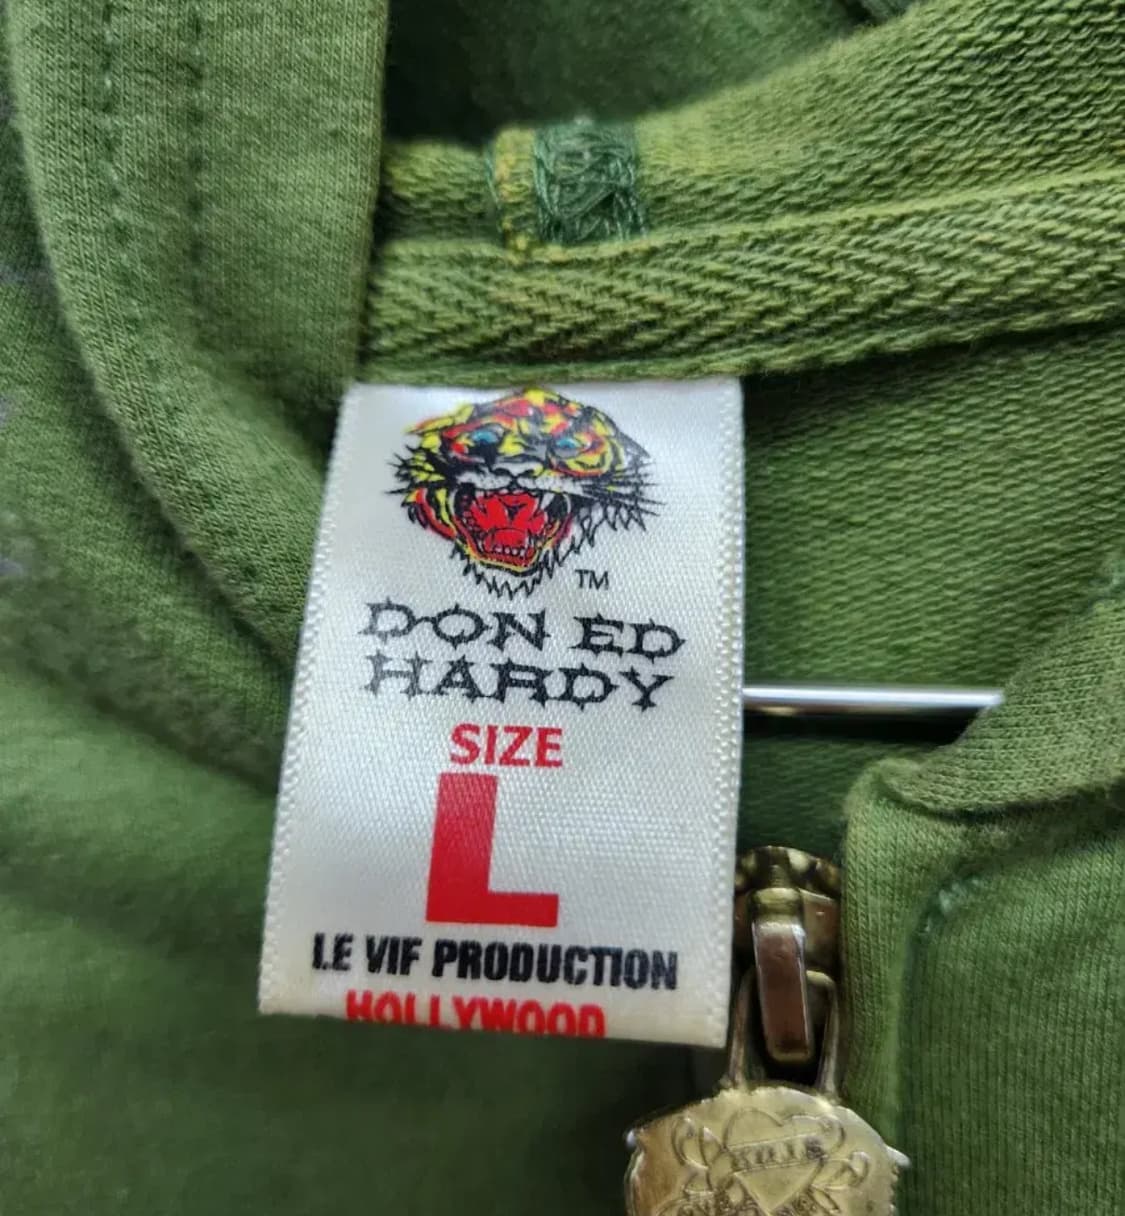 TM
DON ED
HARDY
SIZE
L
LE VIF PRODUCTION
HOLLYWOOD